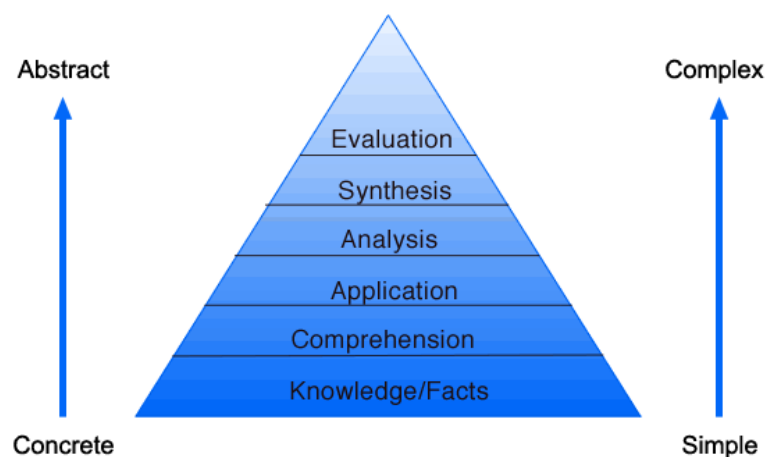 Abstract
Complex
Evaluation
Synthesis
Analysis
Application
Comprehension
Knowledge/Facts
Concrete
Simple